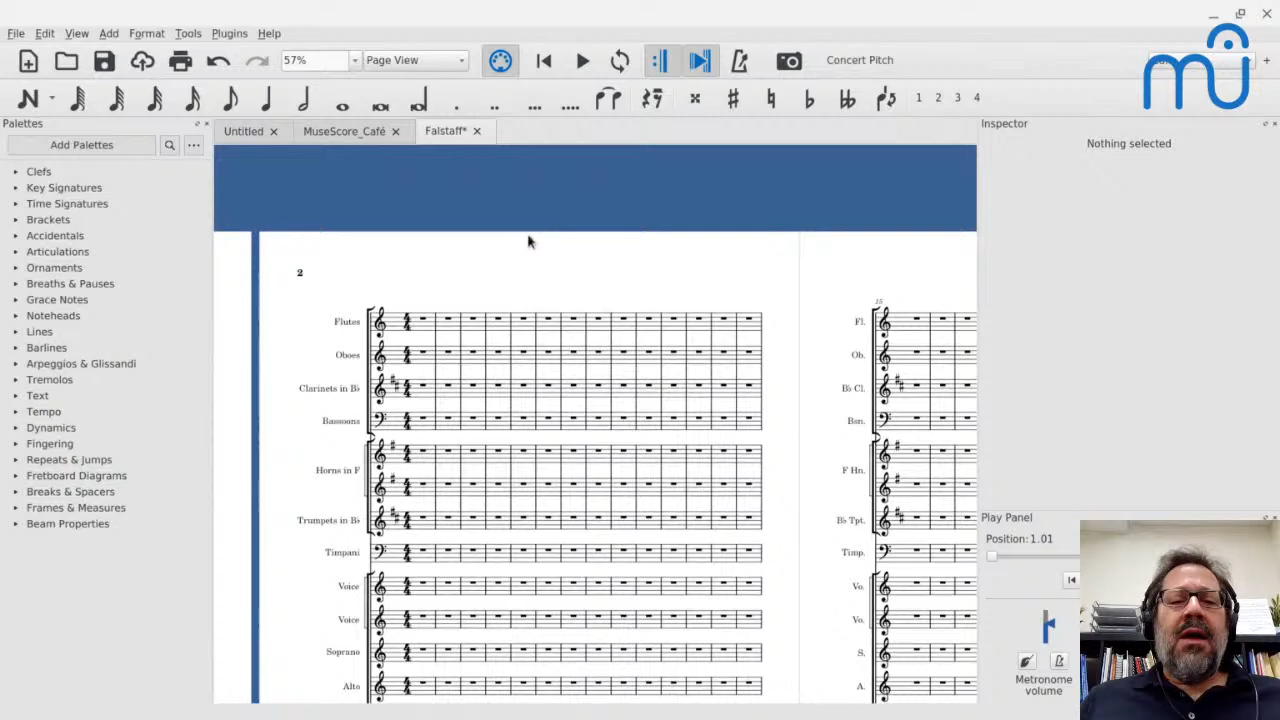 File Edit View Add Format Tools Plugins Help
57% Page View Concert Pitch
1 2 3 4
Palettes
Add Palettes
Clefs
Key Signatures
Time Signatures
Brackets
Accidentals
Articulations
Ornaments
Breaths & Pauses
Grace Notes
Noteheads
Lines
Barlines
Arpeggios & Glissandi
Tremolos
Text
Tempo
Dynamics
Fingering
Repeats & Jumps
Fretboard Diagrams
Breaks & Spacers
Frames & Measures
Beam Properties
Untitled MuseScore_Café Falstaff*
2
Flutes
Oboes
Clarinets in B♭
Bassoons
Horns in F
Trumpets in B♭
Timpani
Voice
Voice
Soprano
Alto
15
Fl.
Ob.
B♭ Cl.
Bsn.
F Hn.
B♭ Tpt.
Timp.
Vo.
Vo.
S.
A.
Inspector
Nothing selected
Play Panel
Position: 1.01
Metronome
volume
mu